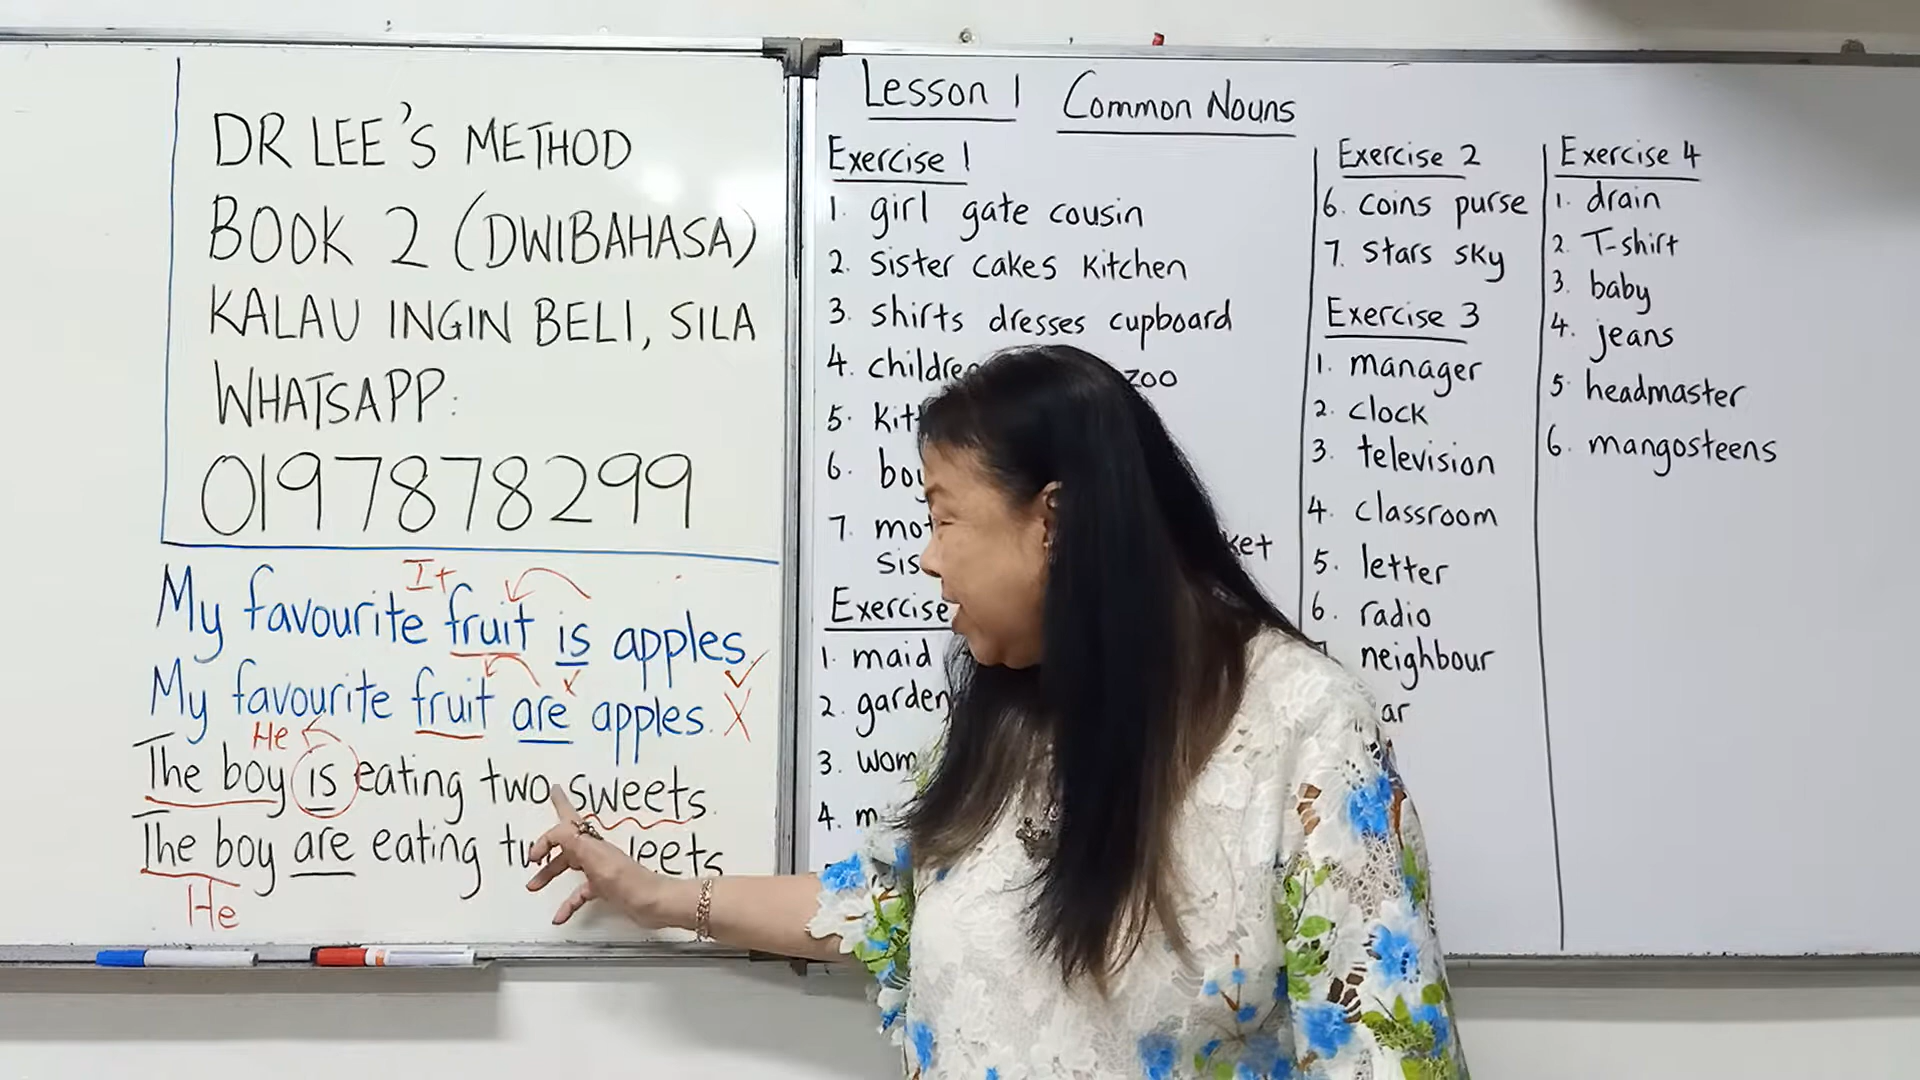 DR LEE'S METHOD
BOOK 2 (DWIBAHASA)
KALAU INGIN BELI, SILA
WHATSAPP:
0197878299
It
My favourite fruit is apples.
My favourite fruit are apples.
He
The boy is eating two sweets.
The boy are eating
He
Lesson 1 Common Nouns
Exercise 1
1. girl gate cousin
2. sister cakes kitchen
3. shirts dresses cupboard
4. zoo
5.
6.
7.
Exercise
1. maid
2.
3.
4.
Exercise 2
6. coins purse
7. stars sky
Exercise 3
1. manager
2. clock
3. television
4. classroom
5. letter
6. radio
neighbour
Exercise 4
1. drain
2. T-shirt
3. baby
4. jeans
5. headmaster
6. mangosteens